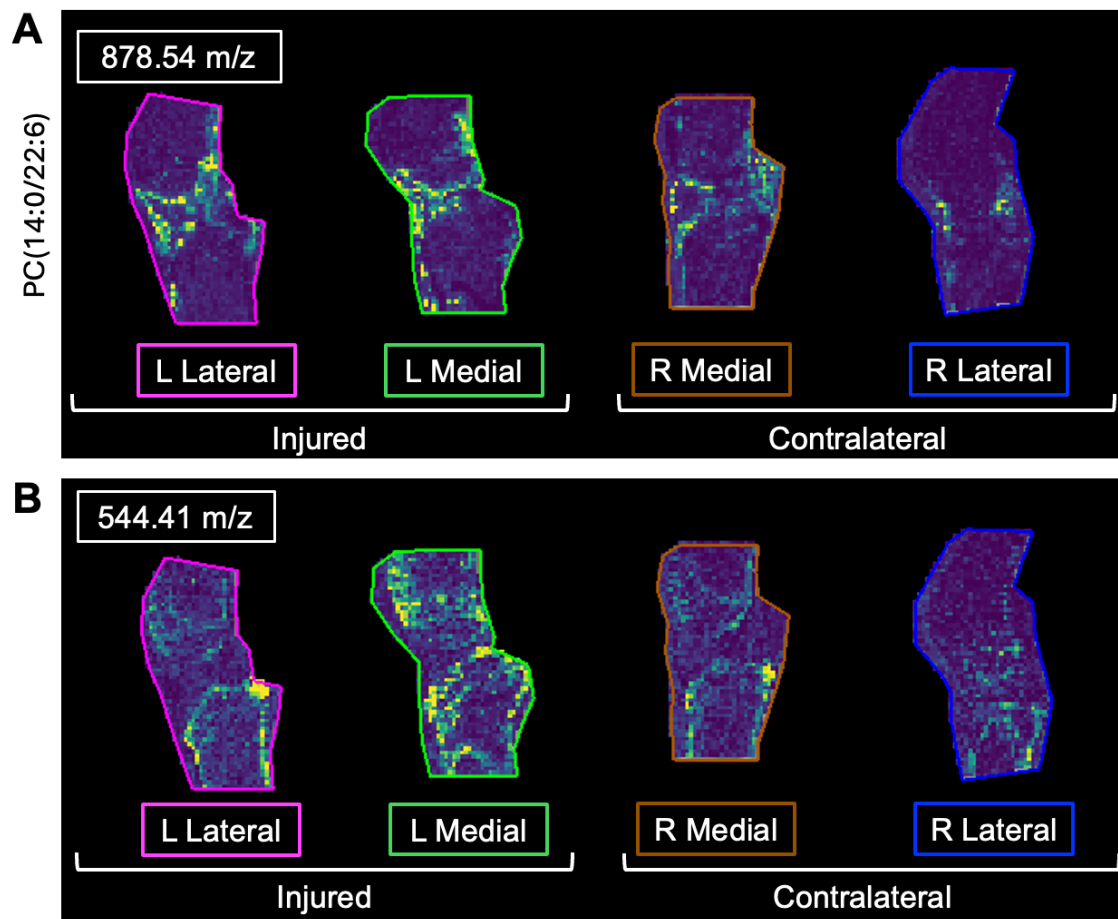 A
878.54 m/z
PC(14:0/22:6)
L Lateral
L Medial
R Medial
R Lateral
Injured
Contralateral
B
544.41 m/z
L Lateral
L Medial
R Medial
R Lateral
Injured
Contralateral